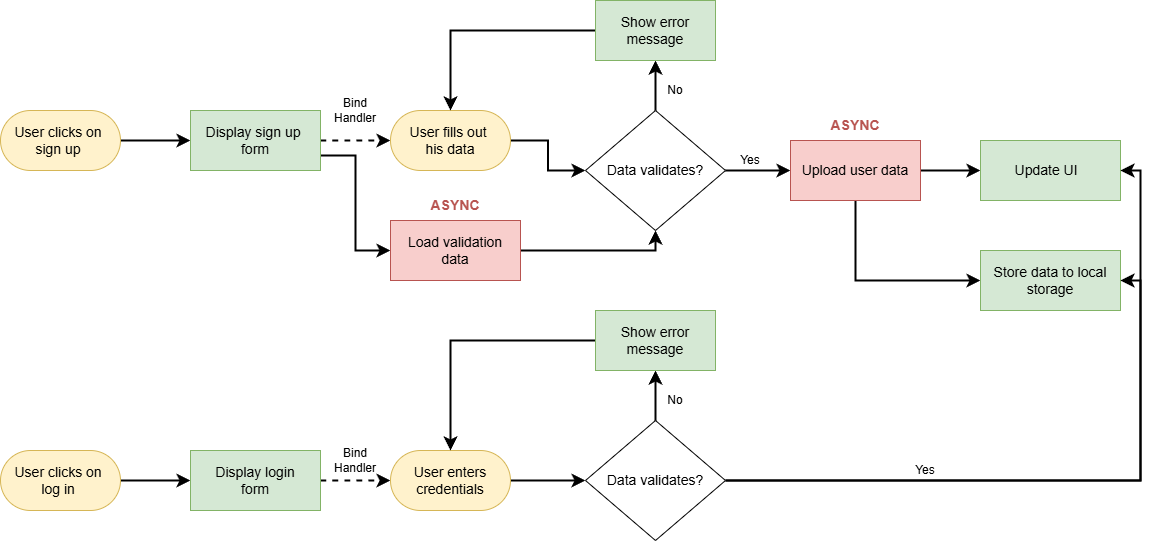 Show error
message
No
User clicks on
sign up
Display sign up
form
Bind
Handler
User fills out
his data
Data validates?
Yes
ASYNC
Upload user data
Update UI
ASYNC
Load validation
data
Store data to local
storage
Show error
message
No
User clicks on
log in
Display login
form
Bind
Handler
User enters
credentials
Data validates?
Yes